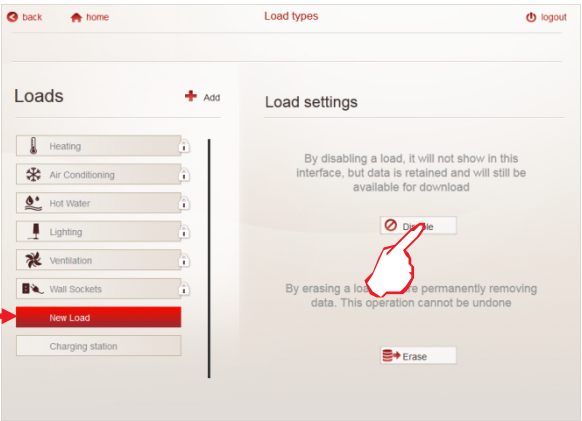 back
home
Load types
logout
Loads
Add
Heating
Air Conditioning
Hot Water
Lighting
Ventilation
Wall Sockets
New Load
Charging station
Load settings
By disabling a load, it will not show in this
interface, but data is retained and will still be
available for download
By erasing a permanently removing
data. This operation cannot be undone
Erase